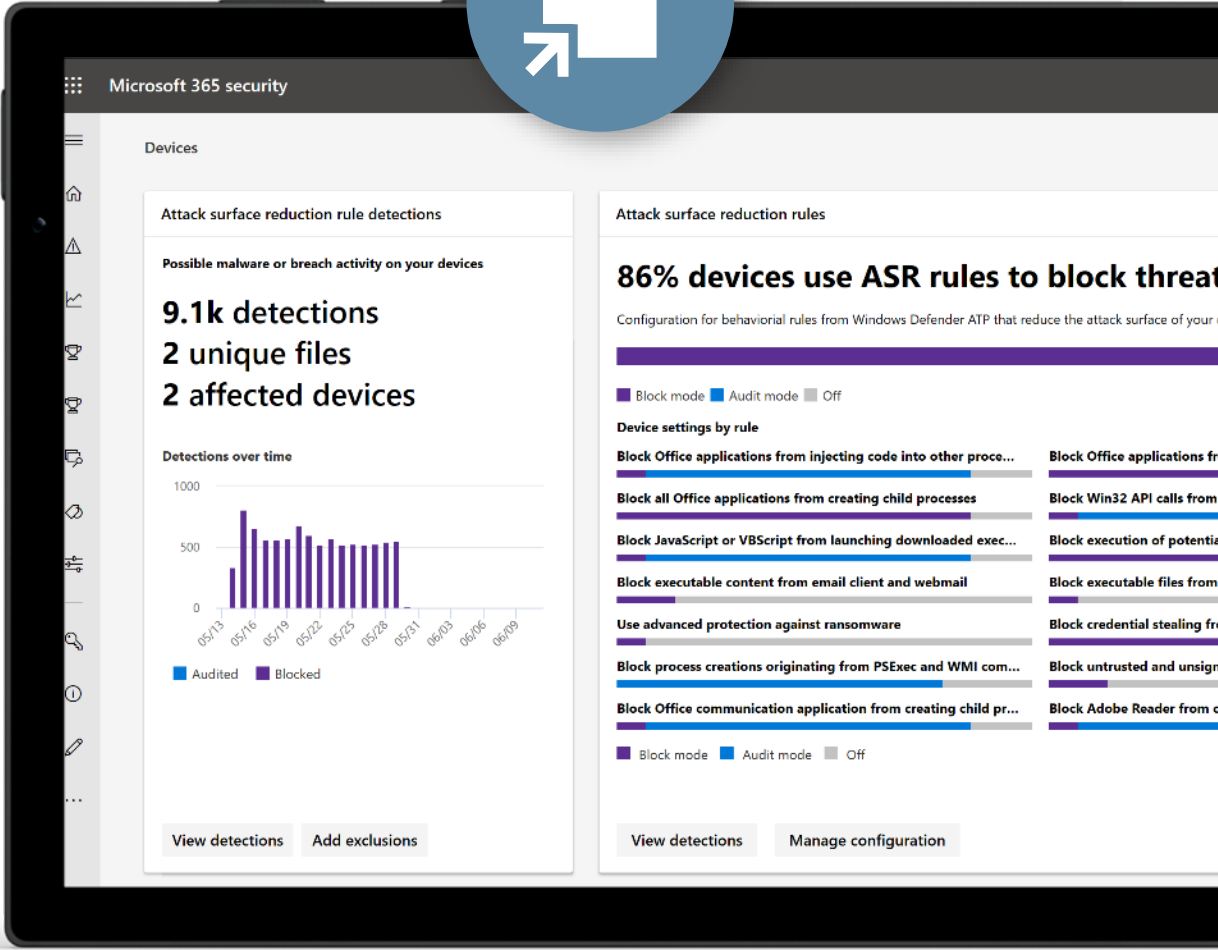 Microsoft 365 security
Devices
Attack surface reduction rule detections
Possible malware or breach activity on your devices
9.1k detections
2 unique files
2 affected devices
Detections over time
1000
500
0
05/13
05/16
05/19
05/22
05/25
05/28
05/31
06/03
06/06
06/09
Audited
Blocked
View detections
Add exclusions
Attack surface reduction rules
86% devices use ASR rules to block threat
Configuration for behaviorial rules from Windows Defender ATP that reduce the attack surface of your
Block mode
Audit mode
Off
Device settings by rule
Block Office applications from injecting code into other proce...
Block all Office applications from creating child processes
Block JavaScript or VBScript from launching downloaded exec...
Block executable content from email client and webmail
Use advanced protection against ransomware
Block process creations originating from PSExec and WMI com...
Block Office communication application from creating child pr...
Block Office applications fr
Block Win32 API calls from
Block execution of potentia
Block executable files from
Block credential stealing fr
Block untrusted and unsign
Block Adobe Reader from c
Block mode
Audit mode
Off
View detections
Manage configuration